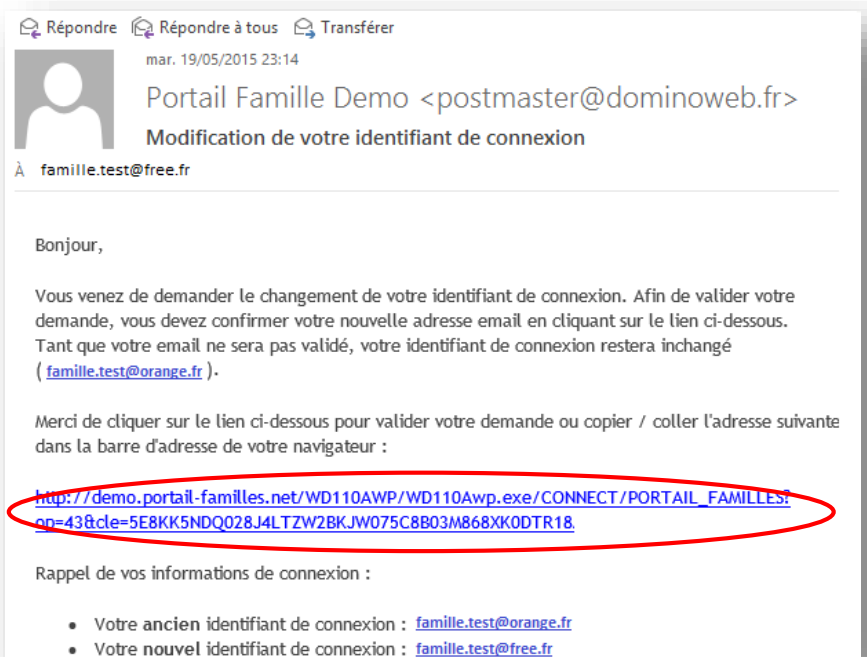 Répondre Répondre à tous Transférer
mar. 19/05/2015 23:14
Portail Famille Demo <postmaster@dominoweb.fr>
Modification de votre identifiant de connexion
À famille.test@free.fr
Bonjour,
Vous venez de demander le changement de votre identifiant de connexion. Afin de valider votre
demande, vous devez confirmer votre nouvelle adresse email en cliquant sur le lien ci-dessous.
Tant que votre email ne sera pas validé, votre identifiant de connexion restera inchangé
( famille.test@orange.fr ).
Merci de cliquer sur le lien ci-dessous pour valider votre demande ou copier / coller l'adresse suivante
dans la barre d'adresse de votre navigateur :
http://demo.portail-familles.net/WD110AWP/WD110Awp.exe/CONNECT/PORTAIL_FAMILLES?
op=43&cle=5E8KK5NDQ028J4LTZW2BKJW075C8B03M868XK0DTR18.
Rappel de vos informations de connexion :
• Votre ancien identifiant de connexion : famille.test@orange.fr
• Votre nouvel identifiant de connexion : famille.test@free.fr